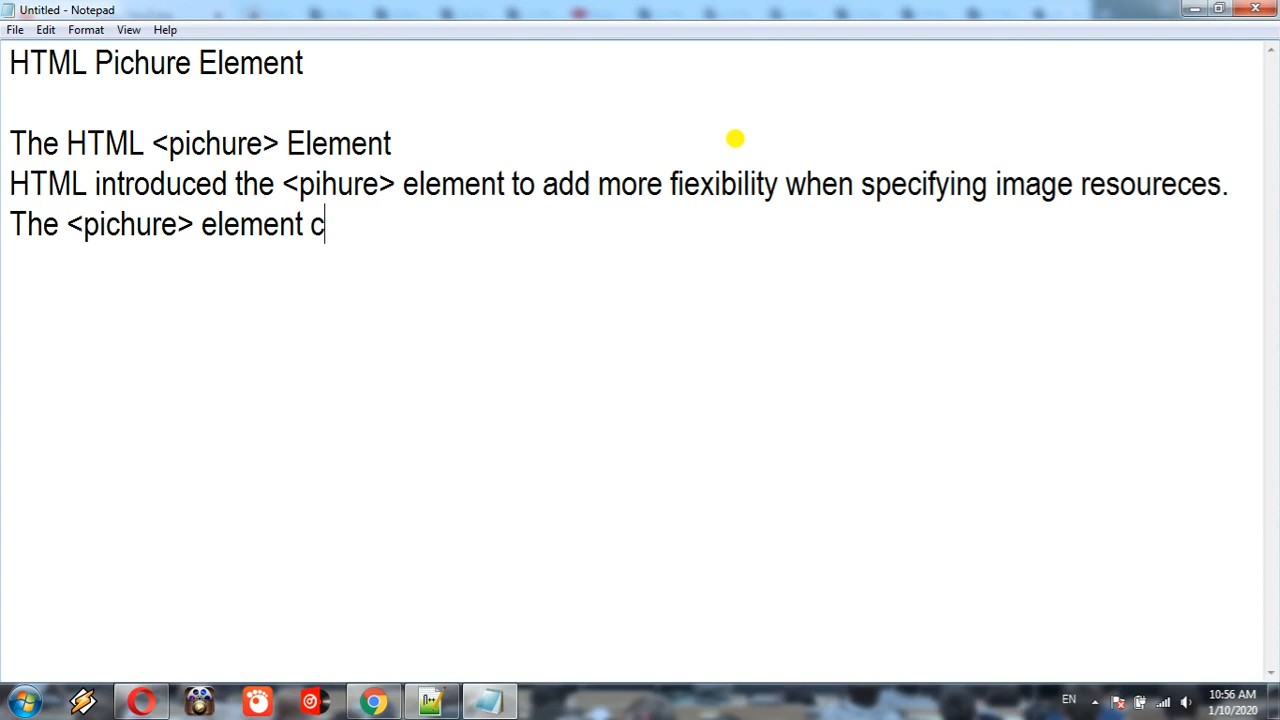 Untitled - Notepad
File Edit Format View Help
HTML Pichure Element
The HTML <pichure> Element
HTML introduced the <pihure> element to add more fiexibility when specifying image resoureces.
The <pichure> element c
EN
10:56 AM
1/10/2020